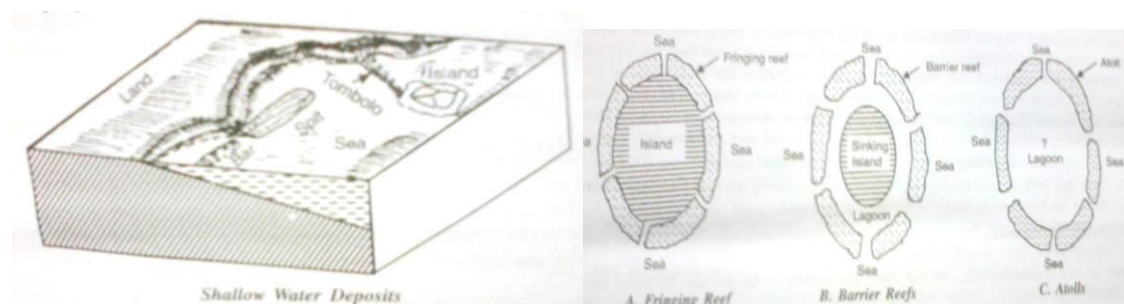 Land
Tombolo
Island
Spit
Bar
Sea
Shallow Water Deposits
Sea
Fringing reef
Island
Sea
Sea
A. Fringing Reef
Sea
Barrier reef
Sea
Sinking
Island
Sea
Lagoon
Sea
B. Barrier Reefs
Sea
Atoll
?
Lagoon
Sea
Sea
Sea
C. Atolls